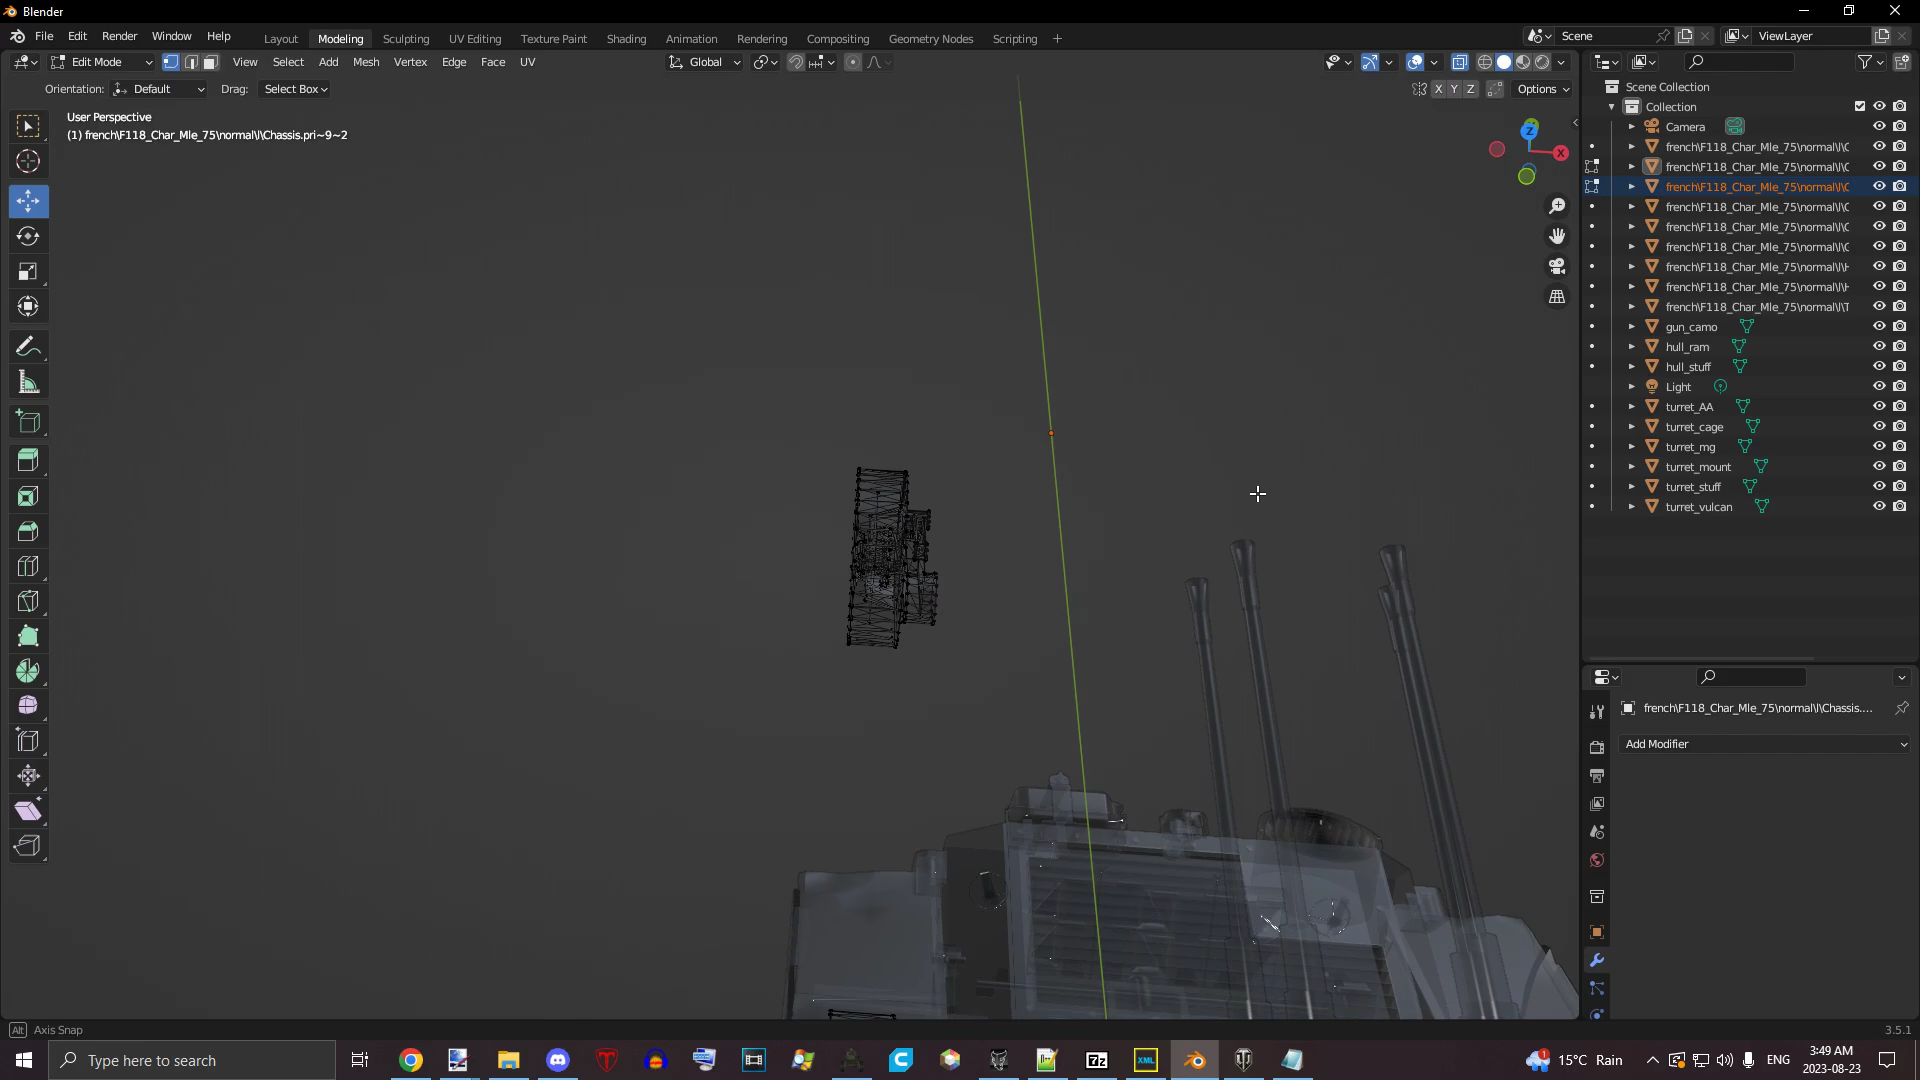 Blender
File Edit Render Window Help
Layout Modeling Sculpting UV Editing Texture Paint Shading Animation Rendering Compositing Geometry Nodes Scripting +
Scene
ViewLayer
Edit Mode View Select Add Mesh Vertex Edge Face UV
Global
Orientation: Default Drag: Select Box
X Y Z Options
User Perspective
(1) french\F118_Char_Mle_75\normal\l\Chassis.pri~9~2
Z
X
Scene Collection
Collection
Camera
french\F118_Char_Mle_75\normal\l\C
french\F118_Char_Mle_75\normal\l\C
french\F118_Char_Mle_75\normal\l\C
french\F118_Char_Mle_75\normal\l\C
french\F118_Char_Mle_75\normal\l\C
french\F118_Char_Mle_75\normal\l\C
french\F118_Char_Mle_75\normal\l\H
french\F118_Char_Mle_75\normal\l\H
french\F118_Char_Mle_75\normal\l\T
gun_camo
hull_ram
hull_stuff
Light
turret_AA
turret_cage
turret_mg
turret_mount
turret_stuff
turret_vulcan
french\F118_Char_Mle_75\normal\l\Chassis....
Add Modifier
Alt Axis Snap
3.5.1
Type here to search
7z
XML
1
15°C Rain
ENG
3:49 AM
2023-08-23